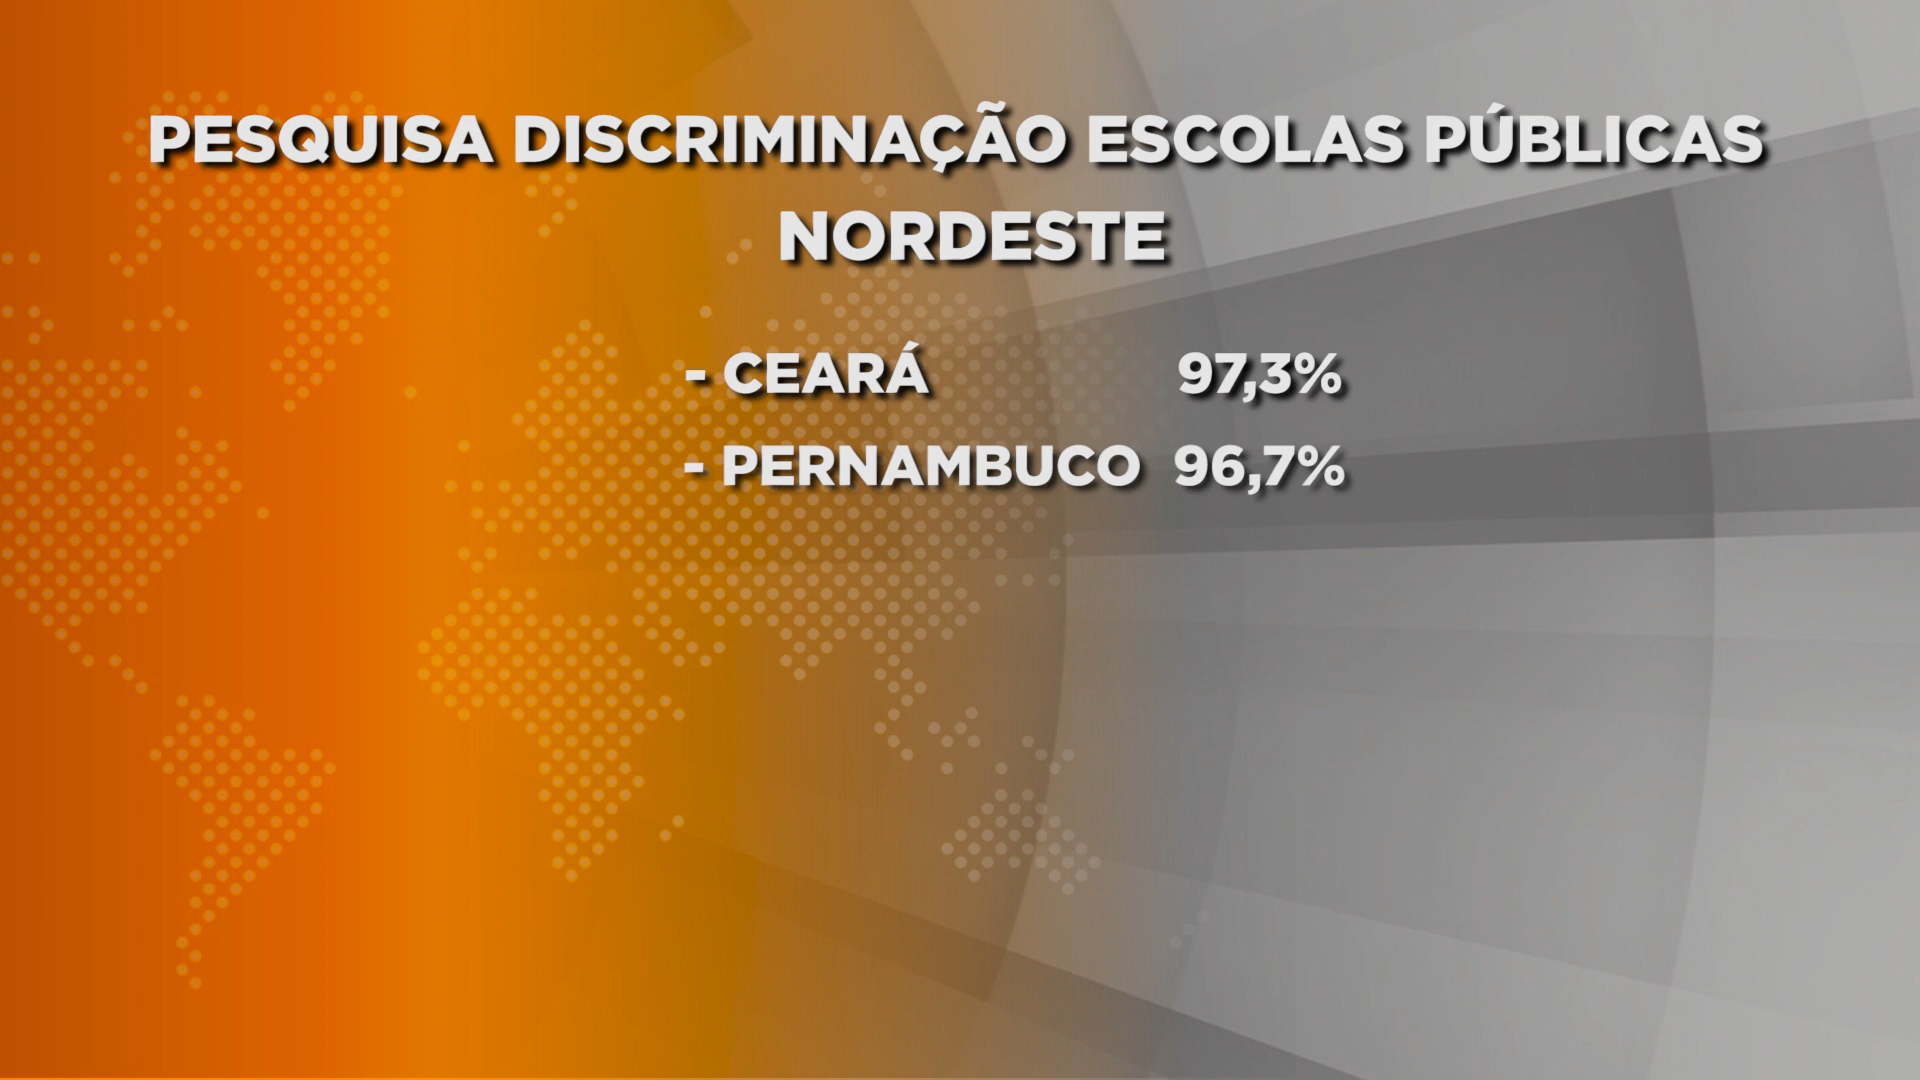 PESQUISA DISCRIMINAÇÃO ESCOLAS PÚBLICAS
NORDESTE
- CEARÁ 97,3%
- PERNAMBUCO 96,7%